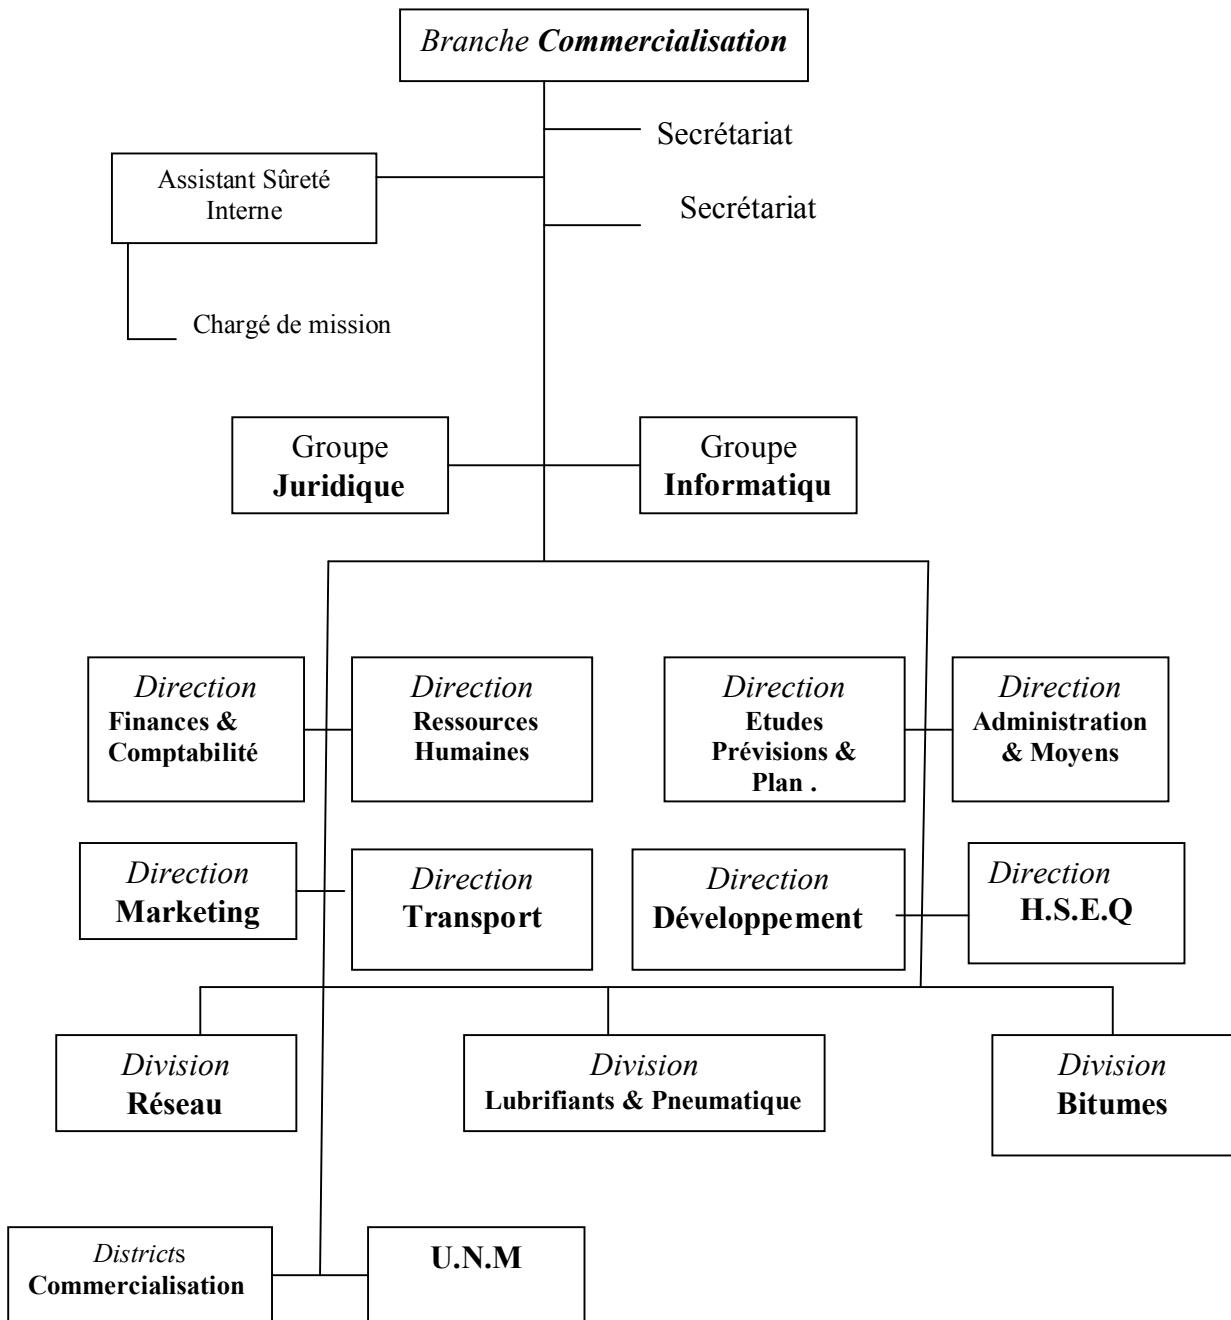 Branche Commercialisation
Secrétariat
Assistant Sûreté
Interne
Secrétariat
Chargé de mission
Groupe
Juridique
Groupe
Informatiqu
Direction
Finances &
Comptabilité
Direction
Ressources
Humaines
Direction
Etudes
Prévisions &
Plan .
Direction
Administration
& Moyens
Direction
Marketing
Direction
Transport
Direction
Développement
Direction
H.S.E.Q
Division
Réseau
Division
Lubrifiants & Pneumatique
Division
Bitumes
Districts
Commercialisation
U.N.M